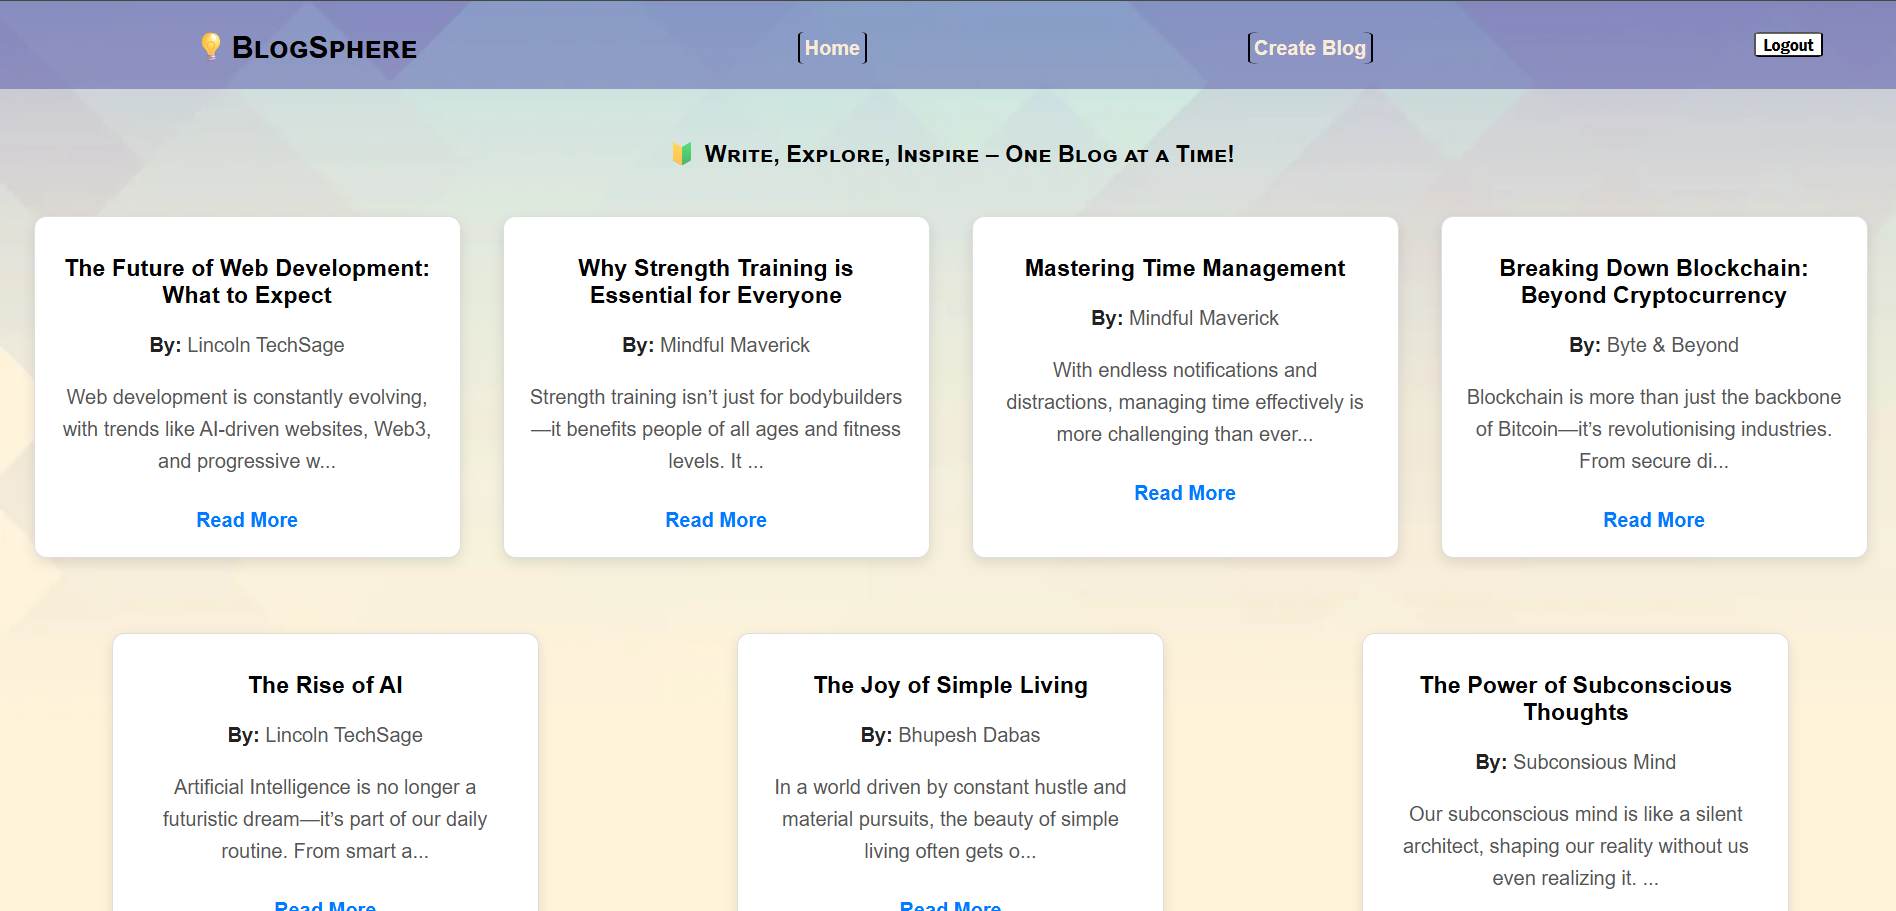 BlogSphere
Home
Create Blog
Logout
Write, Explore, Inspire – One Blog at a Time!
The Future of Web Development:
What to Expect
By: Lincoln TechSage
Web development is constantly evolving,
with trends like AI-driven websites, Web3,
and progressive w...
Read More
Why Strength Training is
Essential for Everyone
By: Mindful Maverick
Strength training isn’t just for bodybuilders
—it benefits people of all ages and fitness
levels. It ...
Read More
Mastering Time Management
By: Mindful Maverick
With endless notifications and
distractions, managing time effectively is
more challenging than ever...
Read More
Breaking Down Blockchain:
Beyond Cryptocurrency
By: Byte & Beyond
Blockchain is more than just the backbone
of Bitcoin—it’s revolutionising industries.
From secure di...
Read More
The Rise of AI
By: Lincoln TechSage
Artificial Intelligence is no longer a
futuristic dream—it’s part of our daily
routine. From smart a...
Read More
The Joy of Simple Living
By: Bhupesh Dabas
In a world driven by constant hustle and
material pursuits, the beauty of simple
living often gets o...
Read More
The Power of Subconscious
Thoughts
By: Subconsious Mind
Our subconscious mind is like a silent
architect, shaping our reality without us
even realizing it. ...